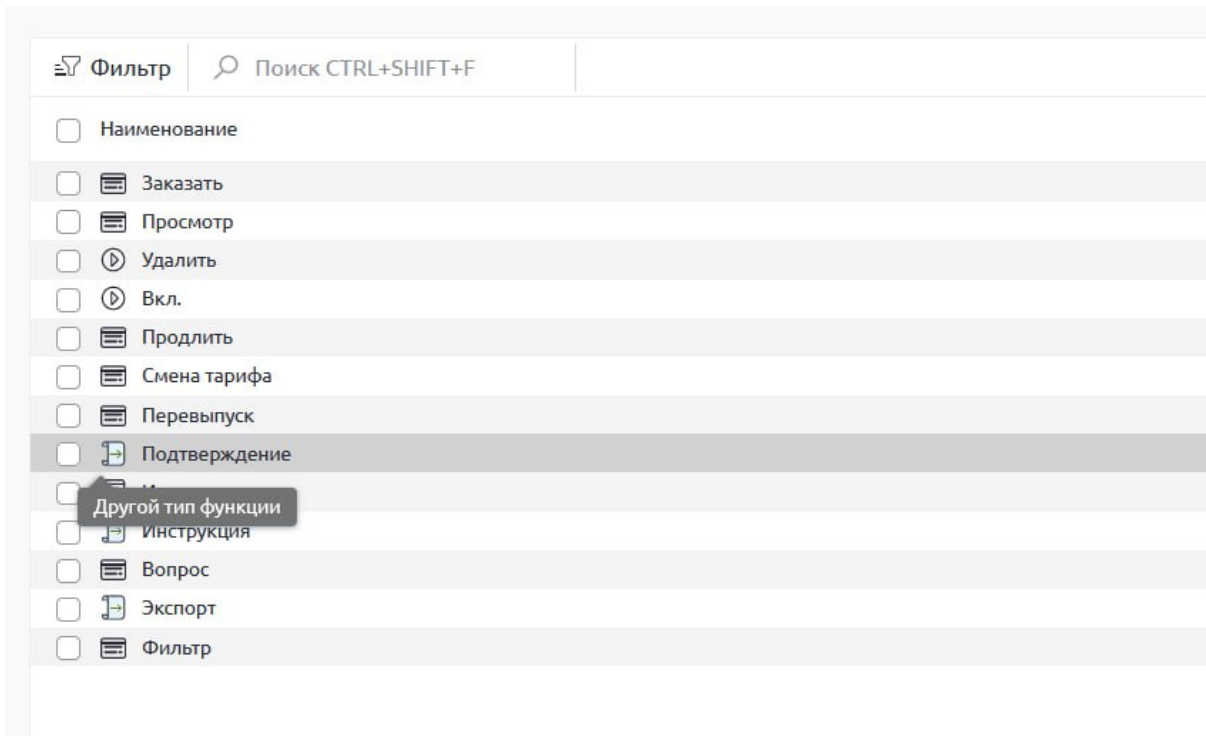 Фильтр Поиск CTRL+SHIFT+F
Наименование
Заказать
Просмотр
Удалить
Вкл.
Продлить
Смена тарифа
Перевыпуск
Подтверждение
Другой тип функции
Инструкция
Вопрос
Экспорт
Фильтр